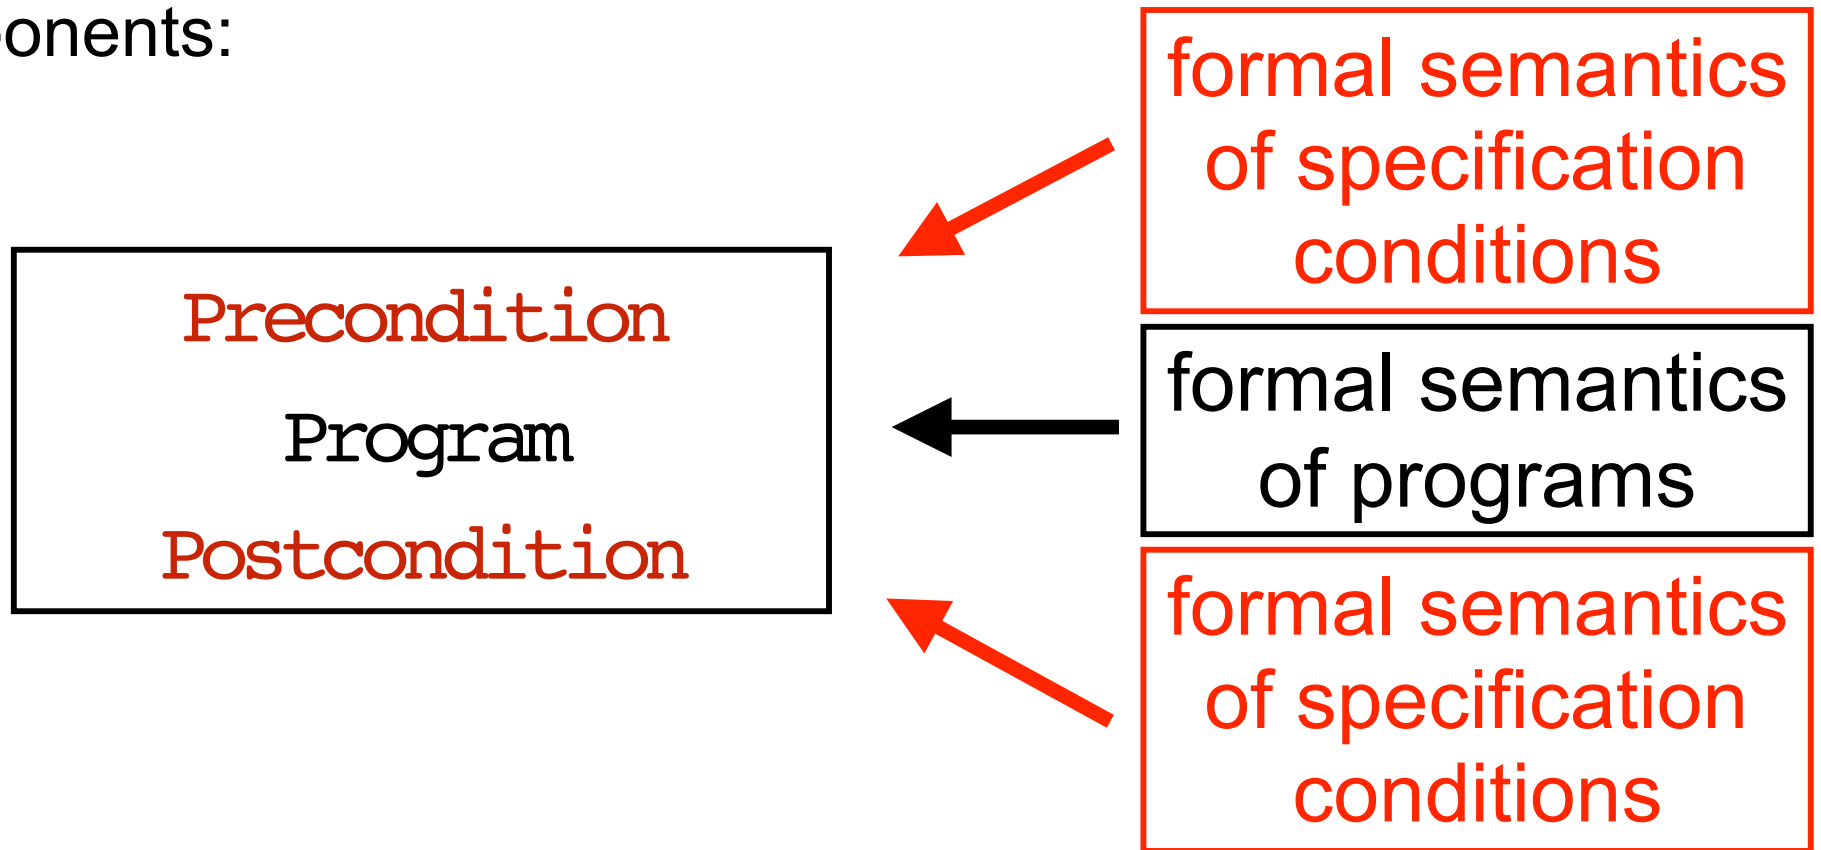 onents:
Precondition
Program
Postcondition
formal semantics
of specification
conditions
formal semantics
of programs
formal semantics
of specification
conditions